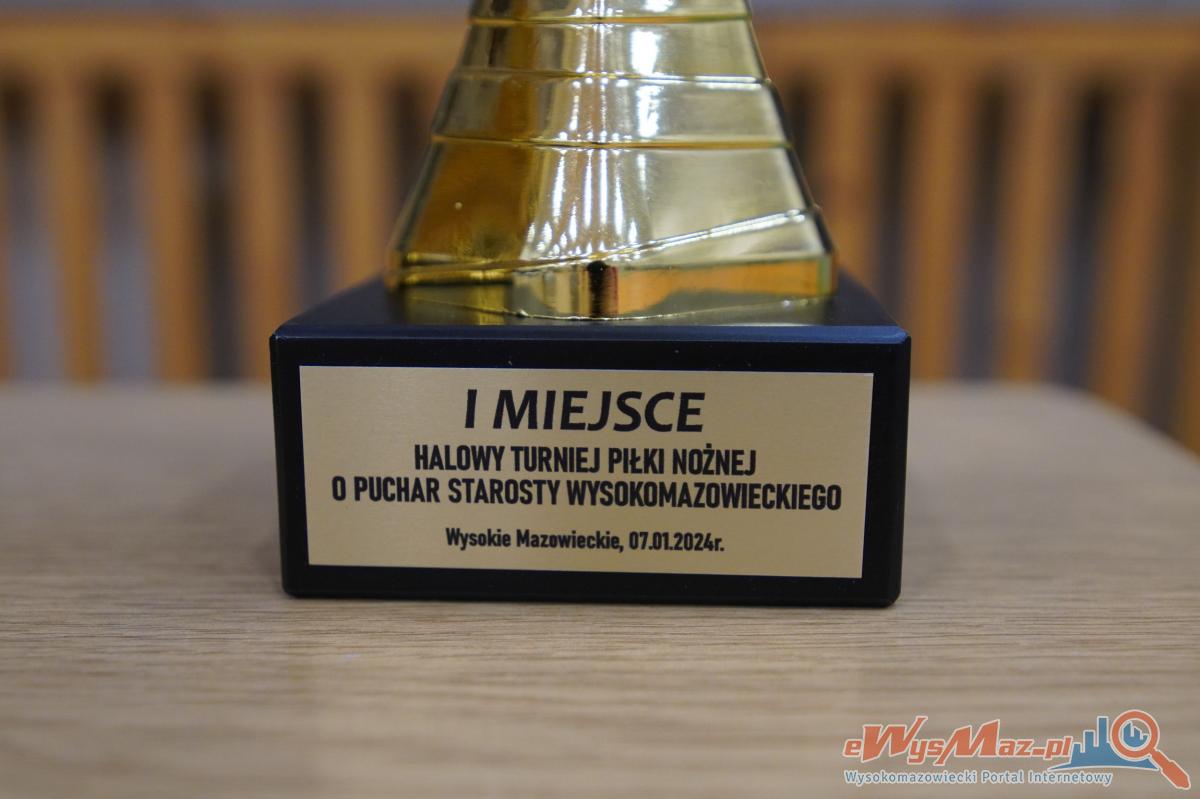 I MIEJSCE
HALOWY TURNIEJ PIŁKI NOŻNEJ
O PUCHAR STAROSTY WYSOKOMAZOWIECKIEGO
Wysokie Mazowieckie, 07.01.2024r.
eWysMaz.pl
Wysokomazowiecki Portal Internetowy